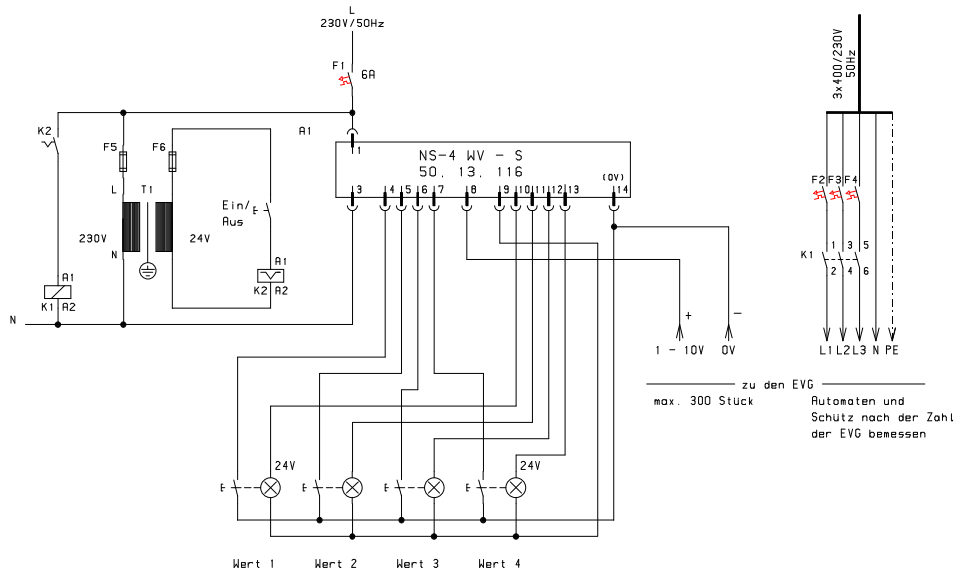 L
230V/50Hz
F1
6A
3x400/230V
50Hz
K2
A1
1
NS-4 WV - S
50. 13. 116
(0V)
F5
F6
3 4 5 6 7 8 9 10 11 12 13 14
L
T1
Ein/
Aus
F2 F3 F4
230V
24V
N
A1
K2 A2
K1
1 3 5
2 4 6
A1
K1 A2
N
+
-
1 - 10V
0V
L1 L2 L3 N PE
zu den EVG
max. 300 Stück
Automaten und
Schütz nach der Zahl
der EVG bemessen
24V
24V
E E E E
Wert 1 Wert 2 Wert 3 Wert 4